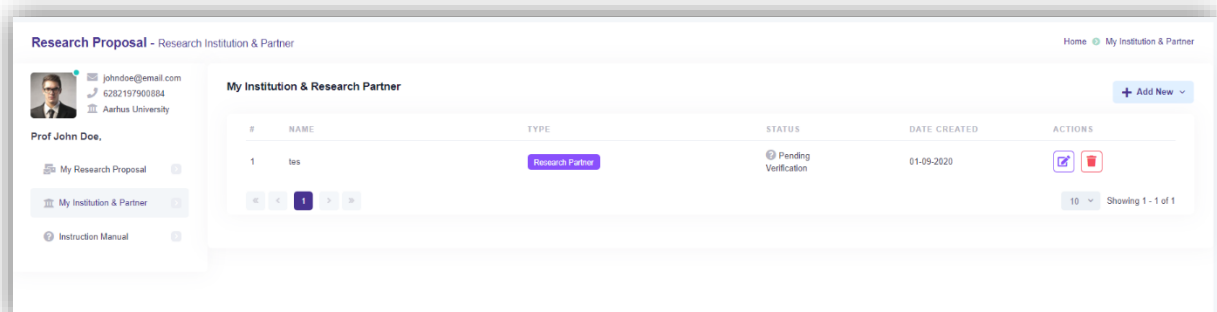 Research Proposal - Research Institution & Partner
Home My Institution & Partner
johndoe@email.com
6282197900884
Aarhus University
Prof John Doe,
My Research Proposal
My Institution & Partner
Instruction Manual
My Institution & Research Partner
+ Add New
# NAME TYPE STATUS DATE CREATED ACTIONS
1 tes Research Partner Pending Verification 01-09-2020
« < 1 > »
10 Showing 1 - 1 of 1